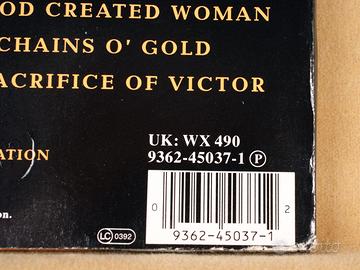 OD CREATED WOMAN
CHAINS O' GOLD
ACRIFICE OF VICTOR
ATION
UK: WX 490
9362-45037-1 Ⓟ
on.
LC 0392
0 2
9362-45037-1